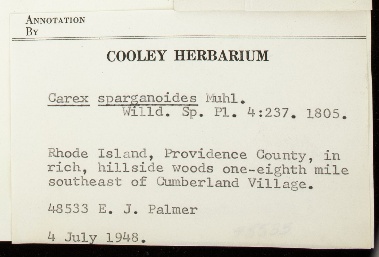 ANNOTATION
BY
COOLEY HERBARIUM
Carex sparganoides Muhl.
Willd. Sp. Pl. 4:237. 1805.
Rhode Island, Providence County, in
rich, hillside woods one-eighth mile
southeast of Cumberland Village.
48533 E. J. Palmer
4 July 1948.